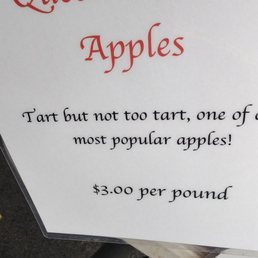 Apples
Tart but not too tart, one of
most popular apples!
$3.00 per pound